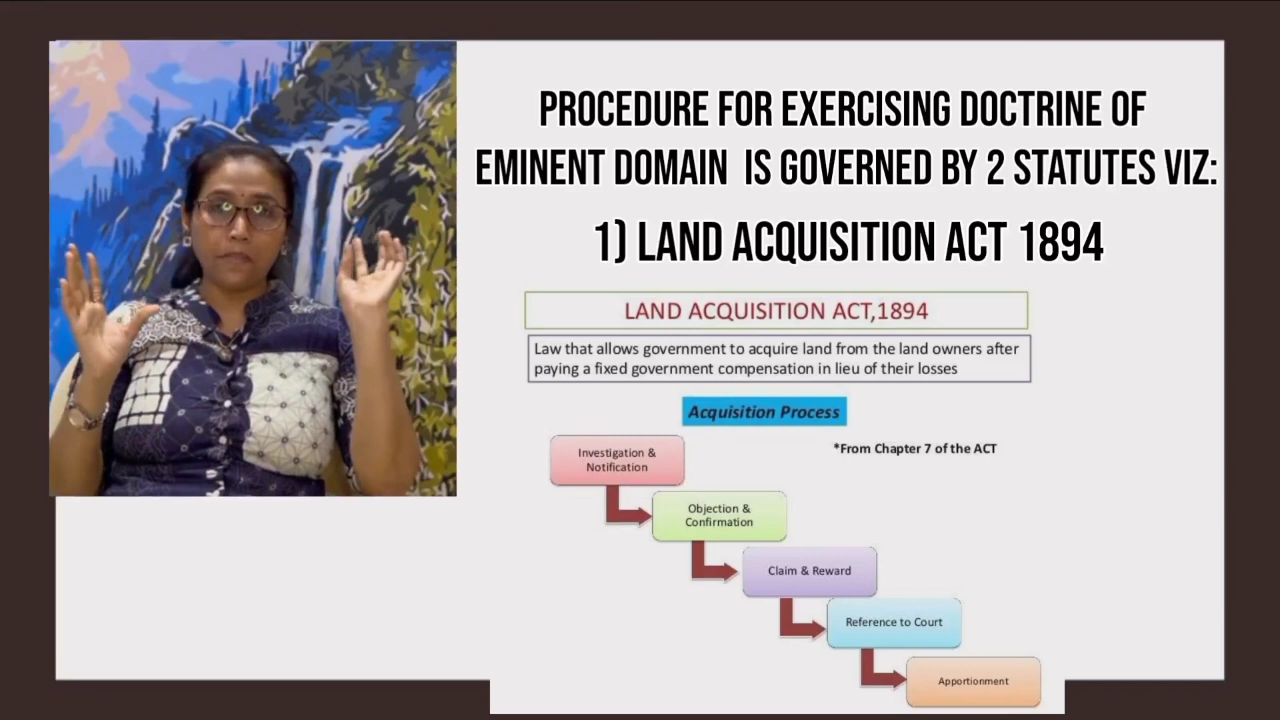 PROCEDURE FOR EXERCISING DOCTRINE OF
EMINENT DOMAIN IS GOVERNED BY 2 STATUTES VIZ:
1) LAND ACQUISITION ACT 1894
LAND ACQUISITION ACT,1894
Law that allows government to acquire land from the land owners after
paying a fixed government compensation in lieu of their losses
Acquisition Process
*From Chapter 7 of the ACT
Investigation &
Notification
Objection &
Confirmation
Claim & Reward
Reference to Court
Apportionment